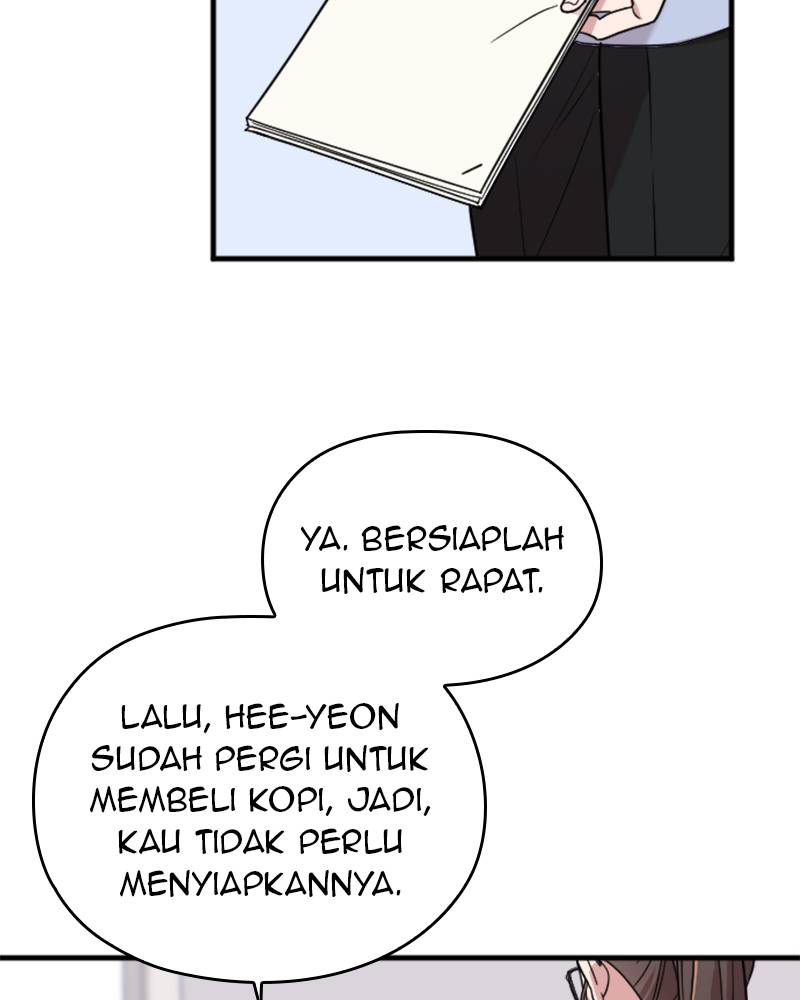 YA. BERSIAPLAH
UNTUK RAPAT.
LALU, HEE-YEON
SUDAH PERGI UNTUK
MEMBELI KOPI, JADI,
KAU TIDAK PERLU
MENYIAPKANNYA.